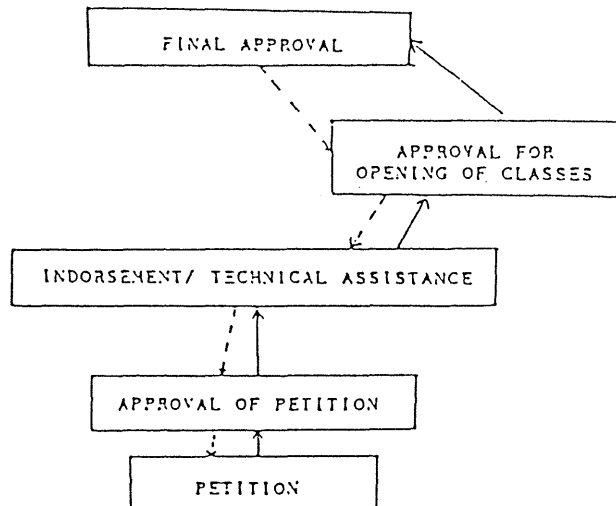 FINAL APPROVAL
APPROVAL FOR
OPENING OF CLASSES
INDORSEMENT/ TECHNICAL ASSISTANCE
APPROVAL OF PETITION
PETITION